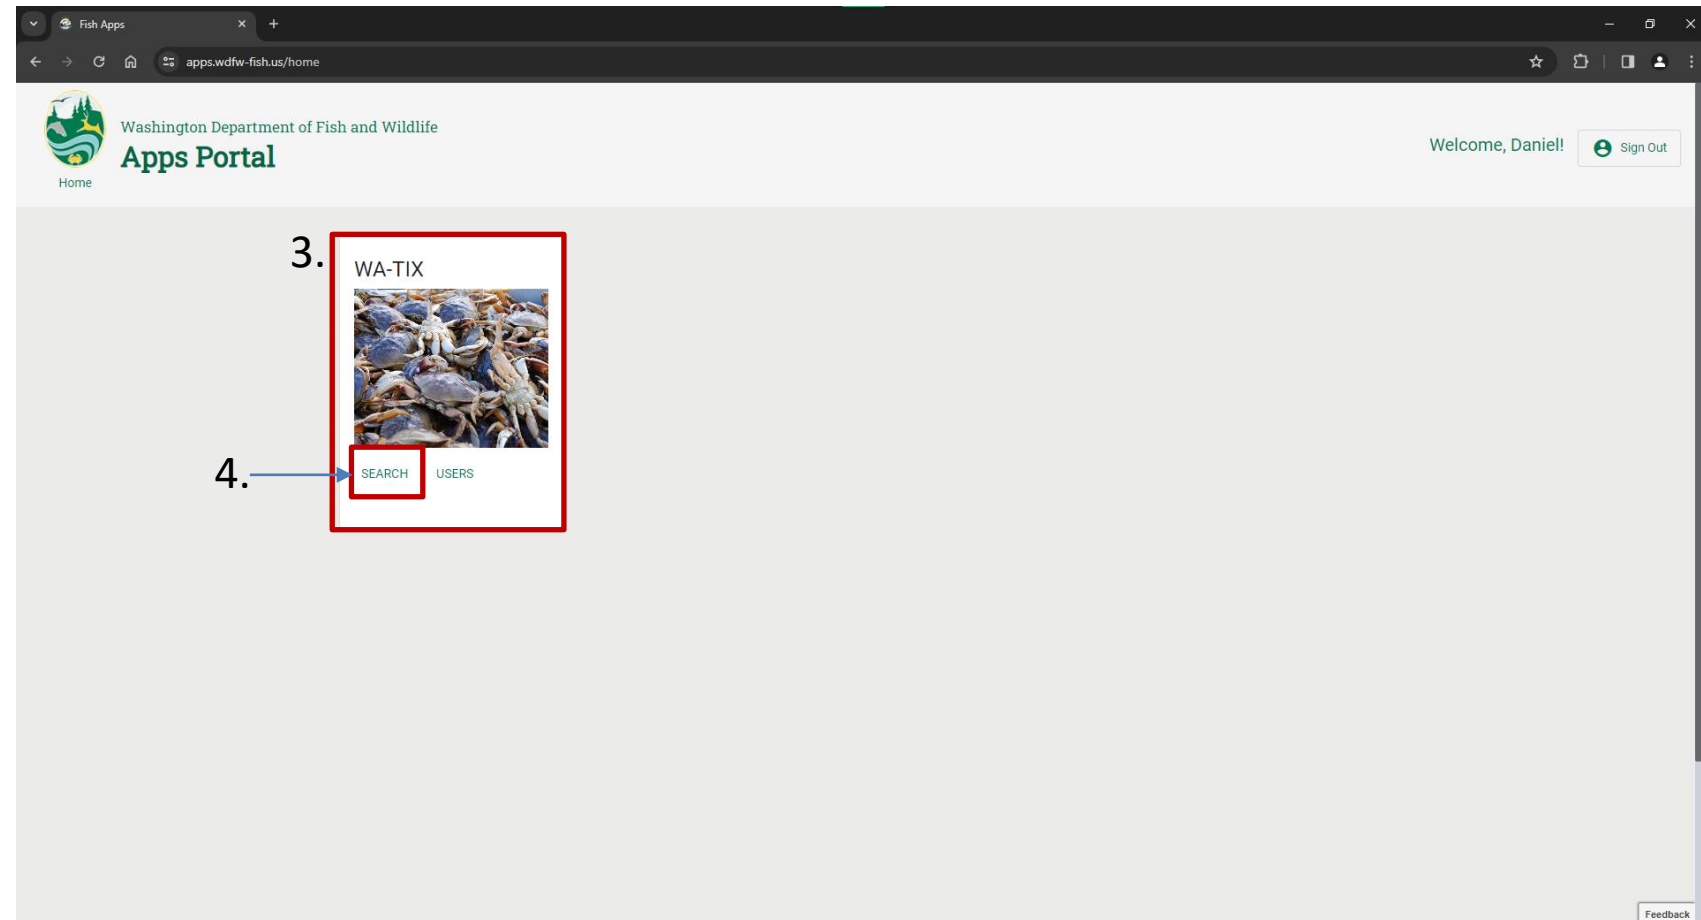 Fish Apps
apps.wdfw-fish.us/home
Washington Department of Fish and Wildlife
Apps Portal
Home
Welcome, Daniel!
Sign Out
3.
WA-TIX
4.
SEARCH
USERS
Feedback